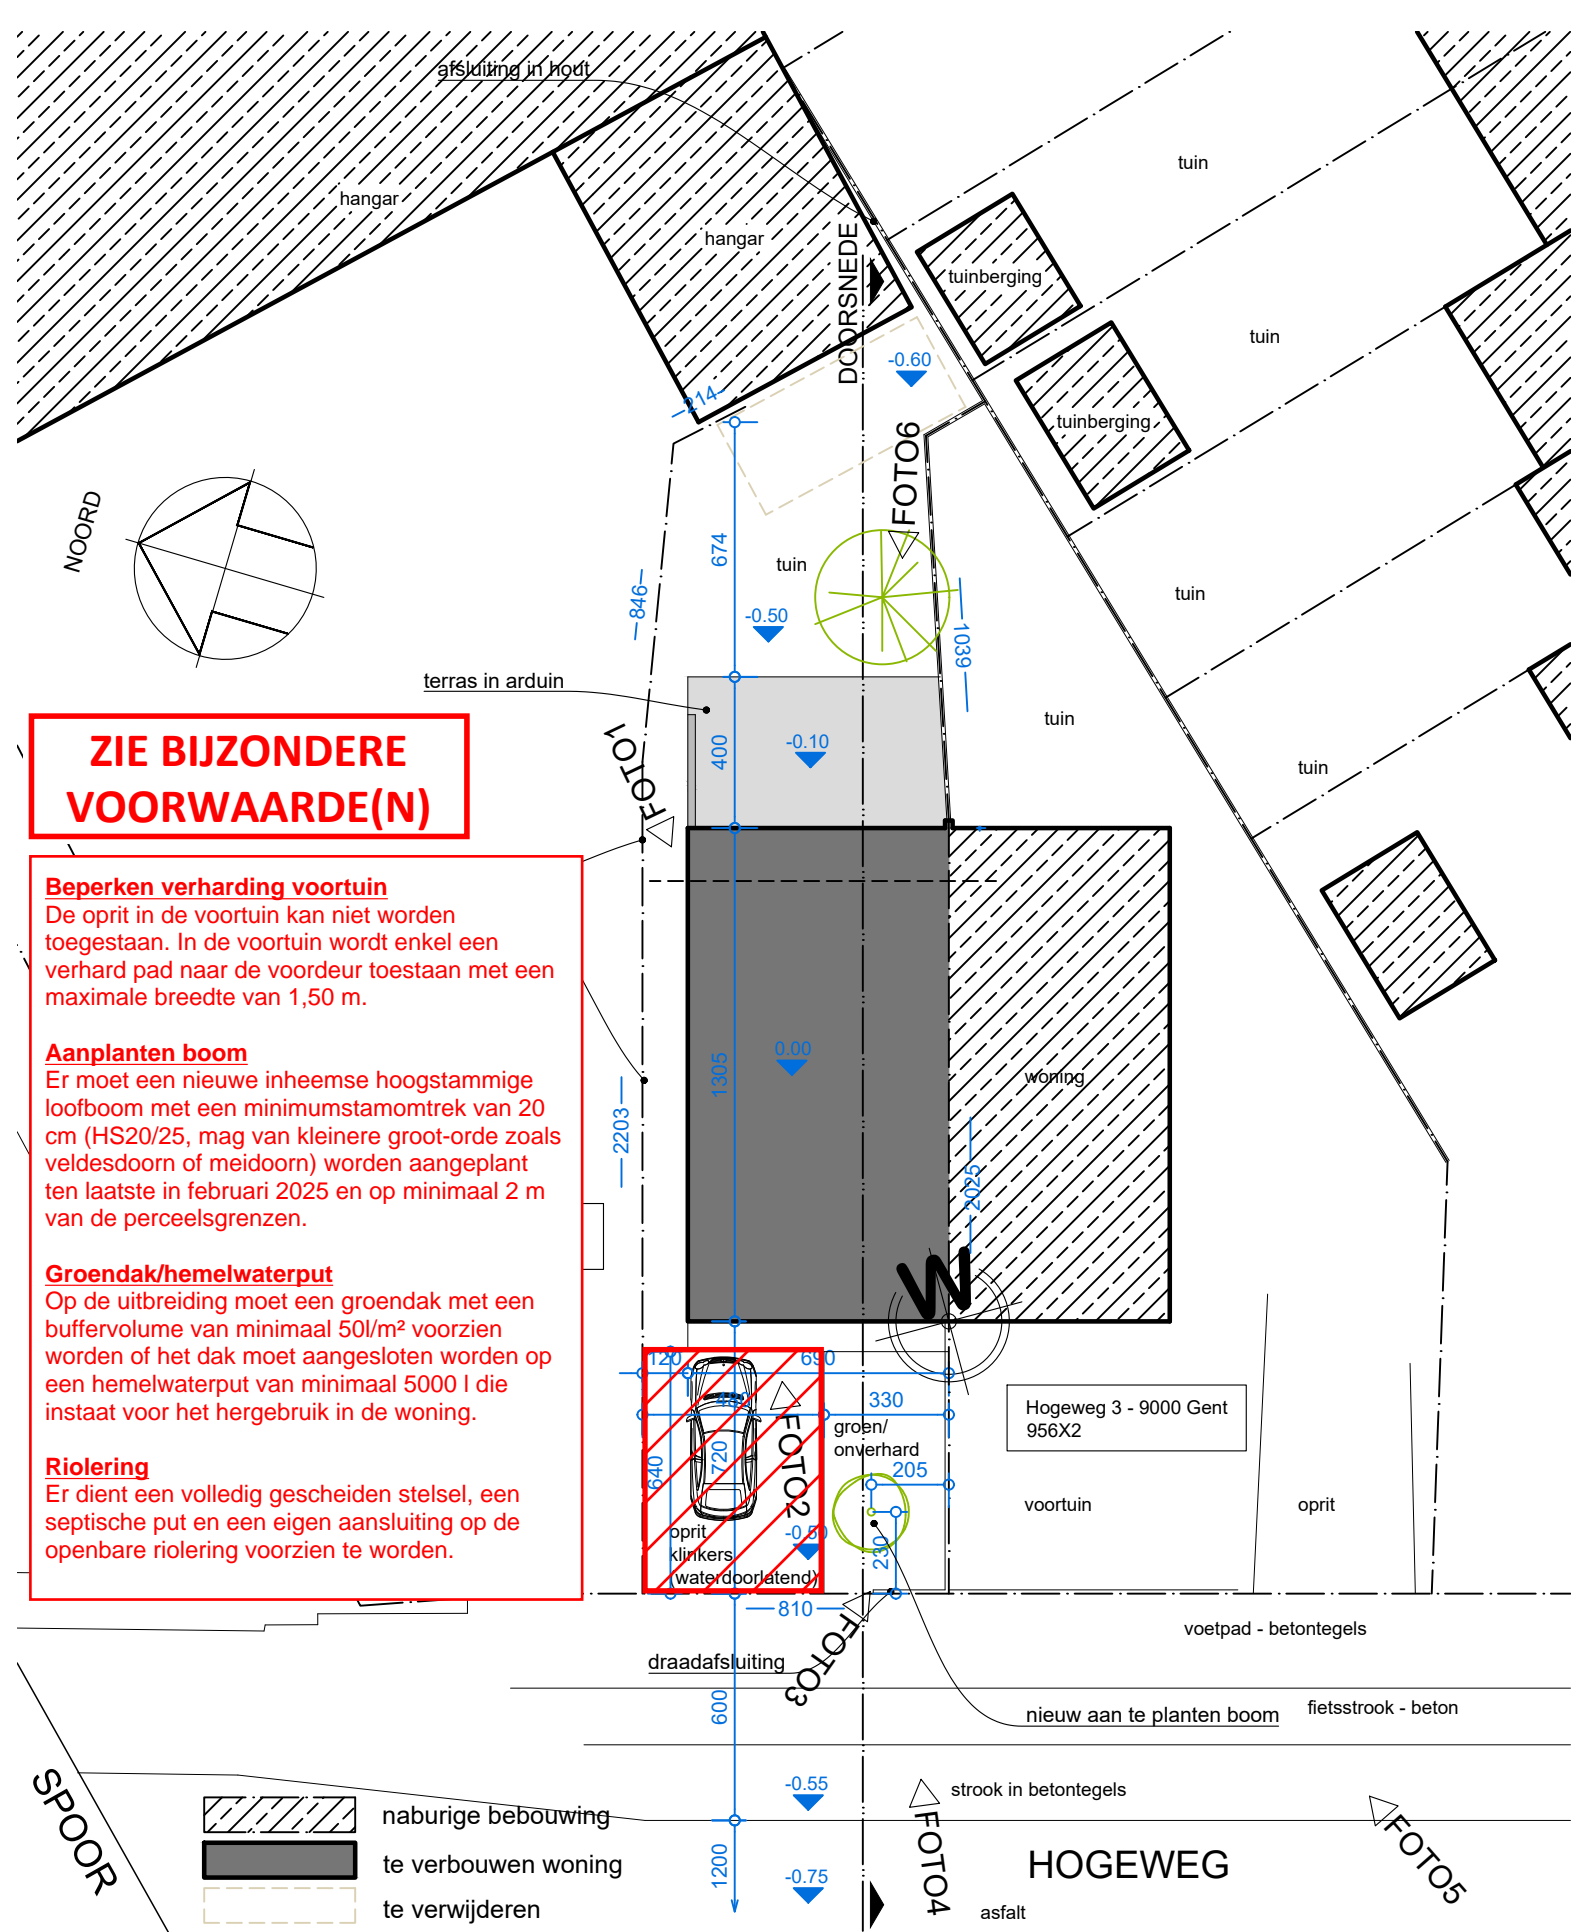 afsluiting in hout
hangar
hangar
tuin
tuinberging
DOORSNEDE
tuin
-0.60
214
tuinberging
FOTO6
NOORD
674
tuin
846
-0.50
1039
tuin
terras in arduin
tuin
FOTO1
400
-0.10
tuin
ZIE BIJZONDERE
VOORWAARDE(N)
Beperken verharding voortuin
De oprit in de voortuin kan niet worden
toegestaan. In de voortuin wordt enkel een
verhard pad naar de voordeur toestaan met een
maximale breedte van 1,50 m.
Aanplanten boom
Er moet een nieuwe inheemse hoogstammige
loofboom met een minimumstamomtrek van 20
cm (HS20/25, mag van kleinere groot-orde zoals
veldesdoorn of meidoorn) worden aangeplant
ten laatste in februari 2025 en op minimaal 2 m
van de perceelsgrenzen.
Groendak/hemelwaterput
Op de uitbreiding moet een groendak met een
buffervolume van minimaal 50l/m² voorzien
worden of het dak moet aangesloten worden op
een hemelwaterput van minimaal 5000 l die
instaat voor het hergebruik in de woning.
Riolering
Er dient een volledig gescheiden stelsel, een
septische put en een eigen aansluiting op de
openbare riolering voorzien te worden.
1305
0.00
woning
2203
2025
W
120
690
480
330
Hogeweg 3 - 9000 Gent
956X2
groen/
onverhard
640
720
FOTO2
205
voortuin
oprit
oprit
klinkers
(waterdoorlatend)
-0.50
230
810
voetpad - betontegels
draadafsluiting
FOTO3
600
nieuw aan te planten boom
fietsstrook - beton
SPOOR
-0.55
strook in betontegels
naburige bebouwing
te verbouwen woning
te verwijderen
1200
-0.75
FOTO4
HOGEWEG
asfalt
FOTO5